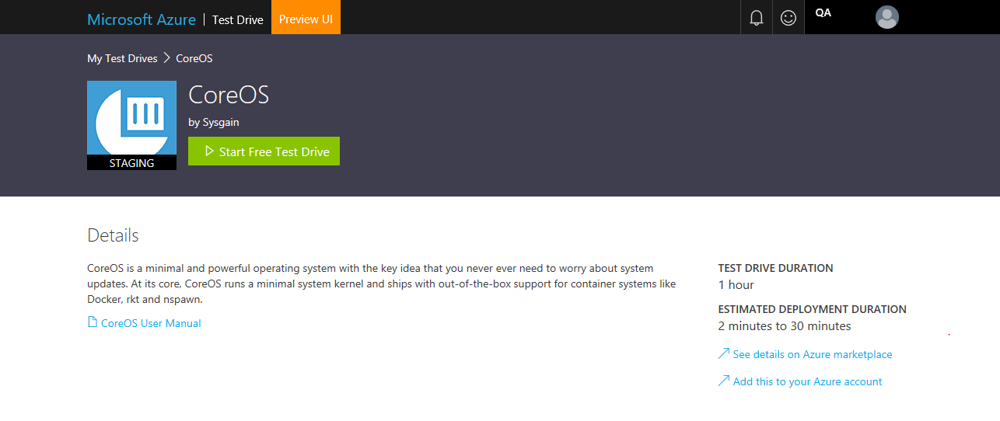 Microsoft Azure | Test Drive Preview UI QA
My Test Drives > CoreOS
CoreOS
by Sysgain
Start Free Test Drive
STAGING
Details
CoreOS is a minimal and powerful operating system with the key idea that you never ever need to worry about system
updates. At its core, CoreOS runs a minimal system kernel and ships with out-of-the-box support for container systems like
Docker, rkt and nspawn.
CoreOS User Manual
TEST DRIVE DURATION
1 hour
ESTIMATED DEPLOYMENT DURATION
2 minutes to 30 minutes
See details on Azure marketplace
Add this to your Azure account